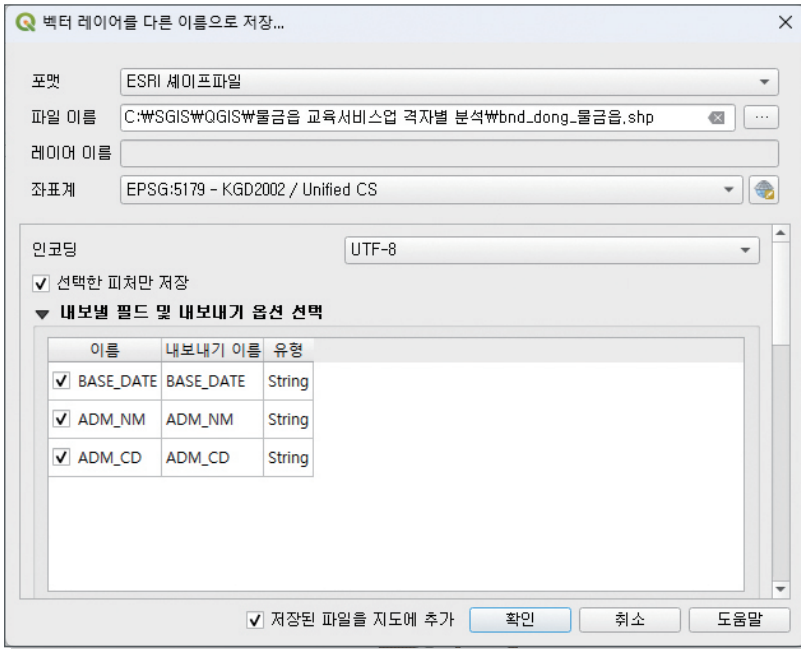 벡터 레이어를 다른 이름으로 저장...
포맷 ESRI 셰이프파일
파일 이름 C:₩SGIS₩QGIS₩물금읍 교육서비스업 격자별 분석₩bnd_dong_물금읍.shp ...
레이어 이름
좌표계 EPSG:5179 - KGD2002 / Unified CS
인코딩 UTF-8
선택한 피처만 저장
내보낼 필드 및 내보내기 옵션 선택
이름 내보내기 이름 유형
BASE_DATE BASE_DATE String
ADM_NM ADM_NM String
ADM_CD ADM_CD String
저장된 파일을 지도에 추가 확인 취소 도움말